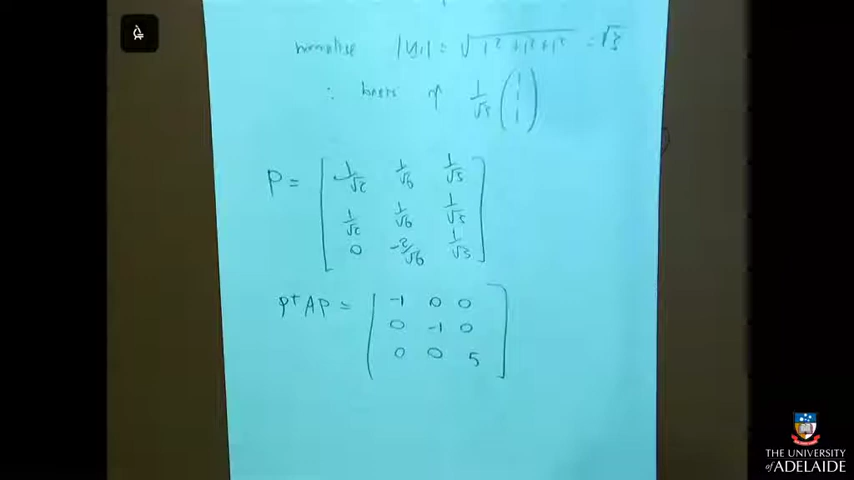 normalise |y₁| = √1² + 1² + 1² = √3
∴ basis of 1/√3 (1 1 1)
P = [ -1/√2 1/√6 1/√3
1/√2 1/√6 1/√3
0 -2/√6 1/√3 ]
PᵀAP = [ -1 0 0
0 -1 0
0 0 5 ]
THE UNIVERSITY
of ADELAIDE